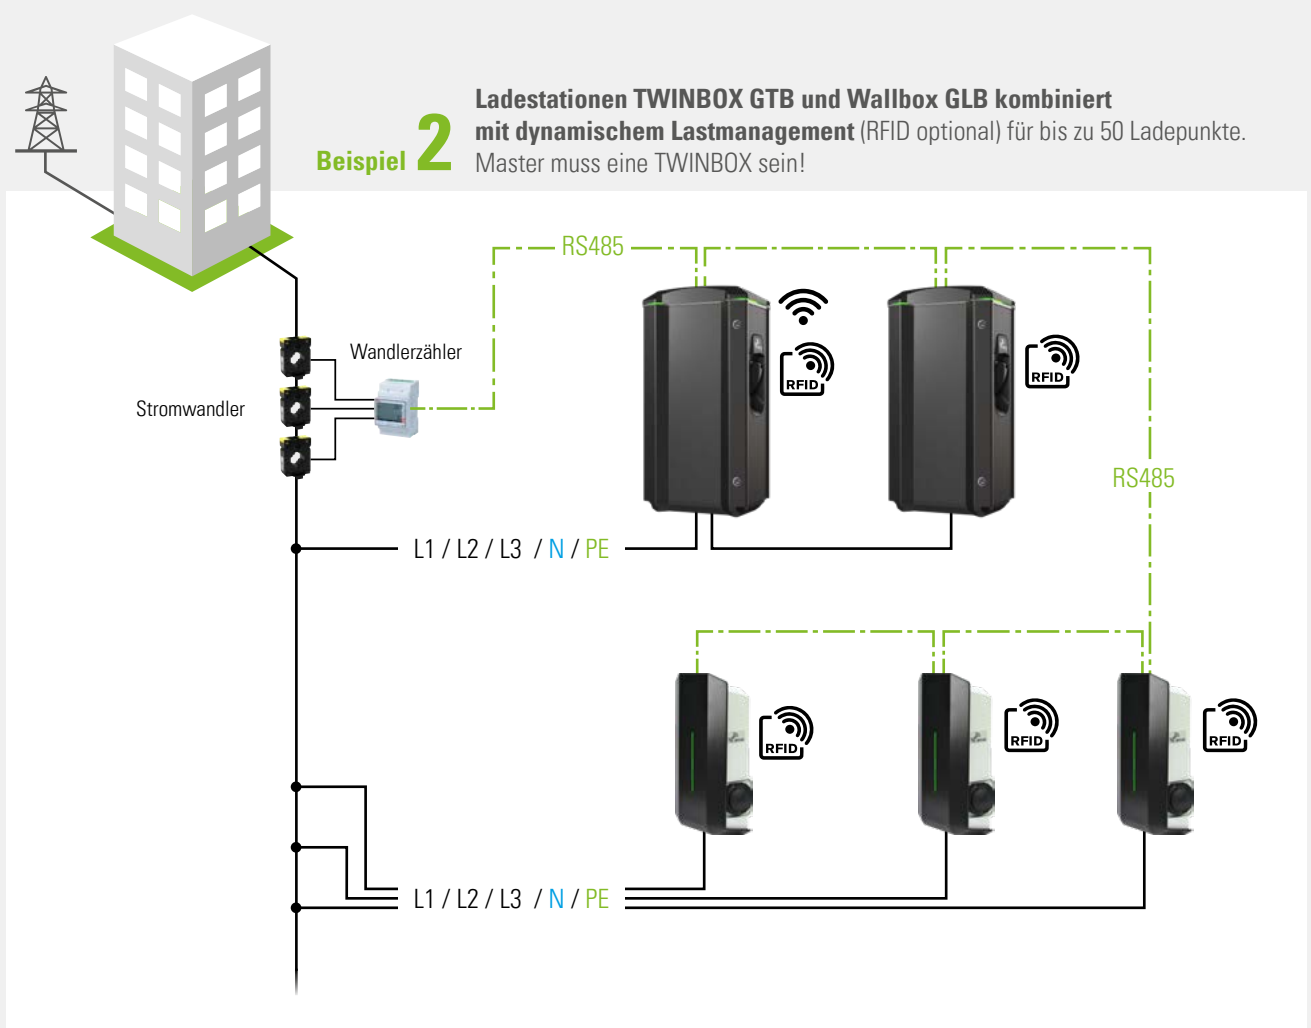 Ladestationen TWINBOX GTB und Wallbox GLB kombiniert
mit dynamischem Lastmanagement (RFID optional) für bis zu 50 Ladepunkte.
Beispiel 2
Master muss eine TWINBOX sein!
RS485
RFID
RFID
Wandlerzähler
Stromwandler
RS485
L1 / L2 / L3 / N / PE
RFID
RFID
RFID
L1 / L2 / L3 / N / PE